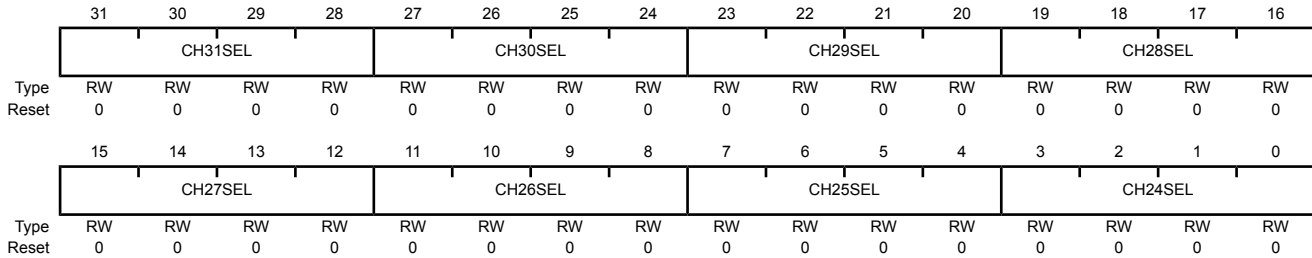 31 30 29 28 27 26 25 24 23 22 21 20 19 18 17 16
CH31SEL CH30SEL CH29SEL CH28SEL
Type RW RW RW RW RW RW RW RW RW RW RW RW RW RW RW RW
Reset 0 0 0 0 0 0 0 0 0 0 0 0 0 0 0 0
15 14 13 12 11 10 9 8 7 6 5 4 3 2 1 0
CH27SEL CH26SEL CH25SEL CH24SEL
Type RW RW RW RW RW RW RW RW RW RW RW RW RW RW RW RW
Reset 0 0 0 0 0 0 0 0 0 0 0 0 0 0 0 0